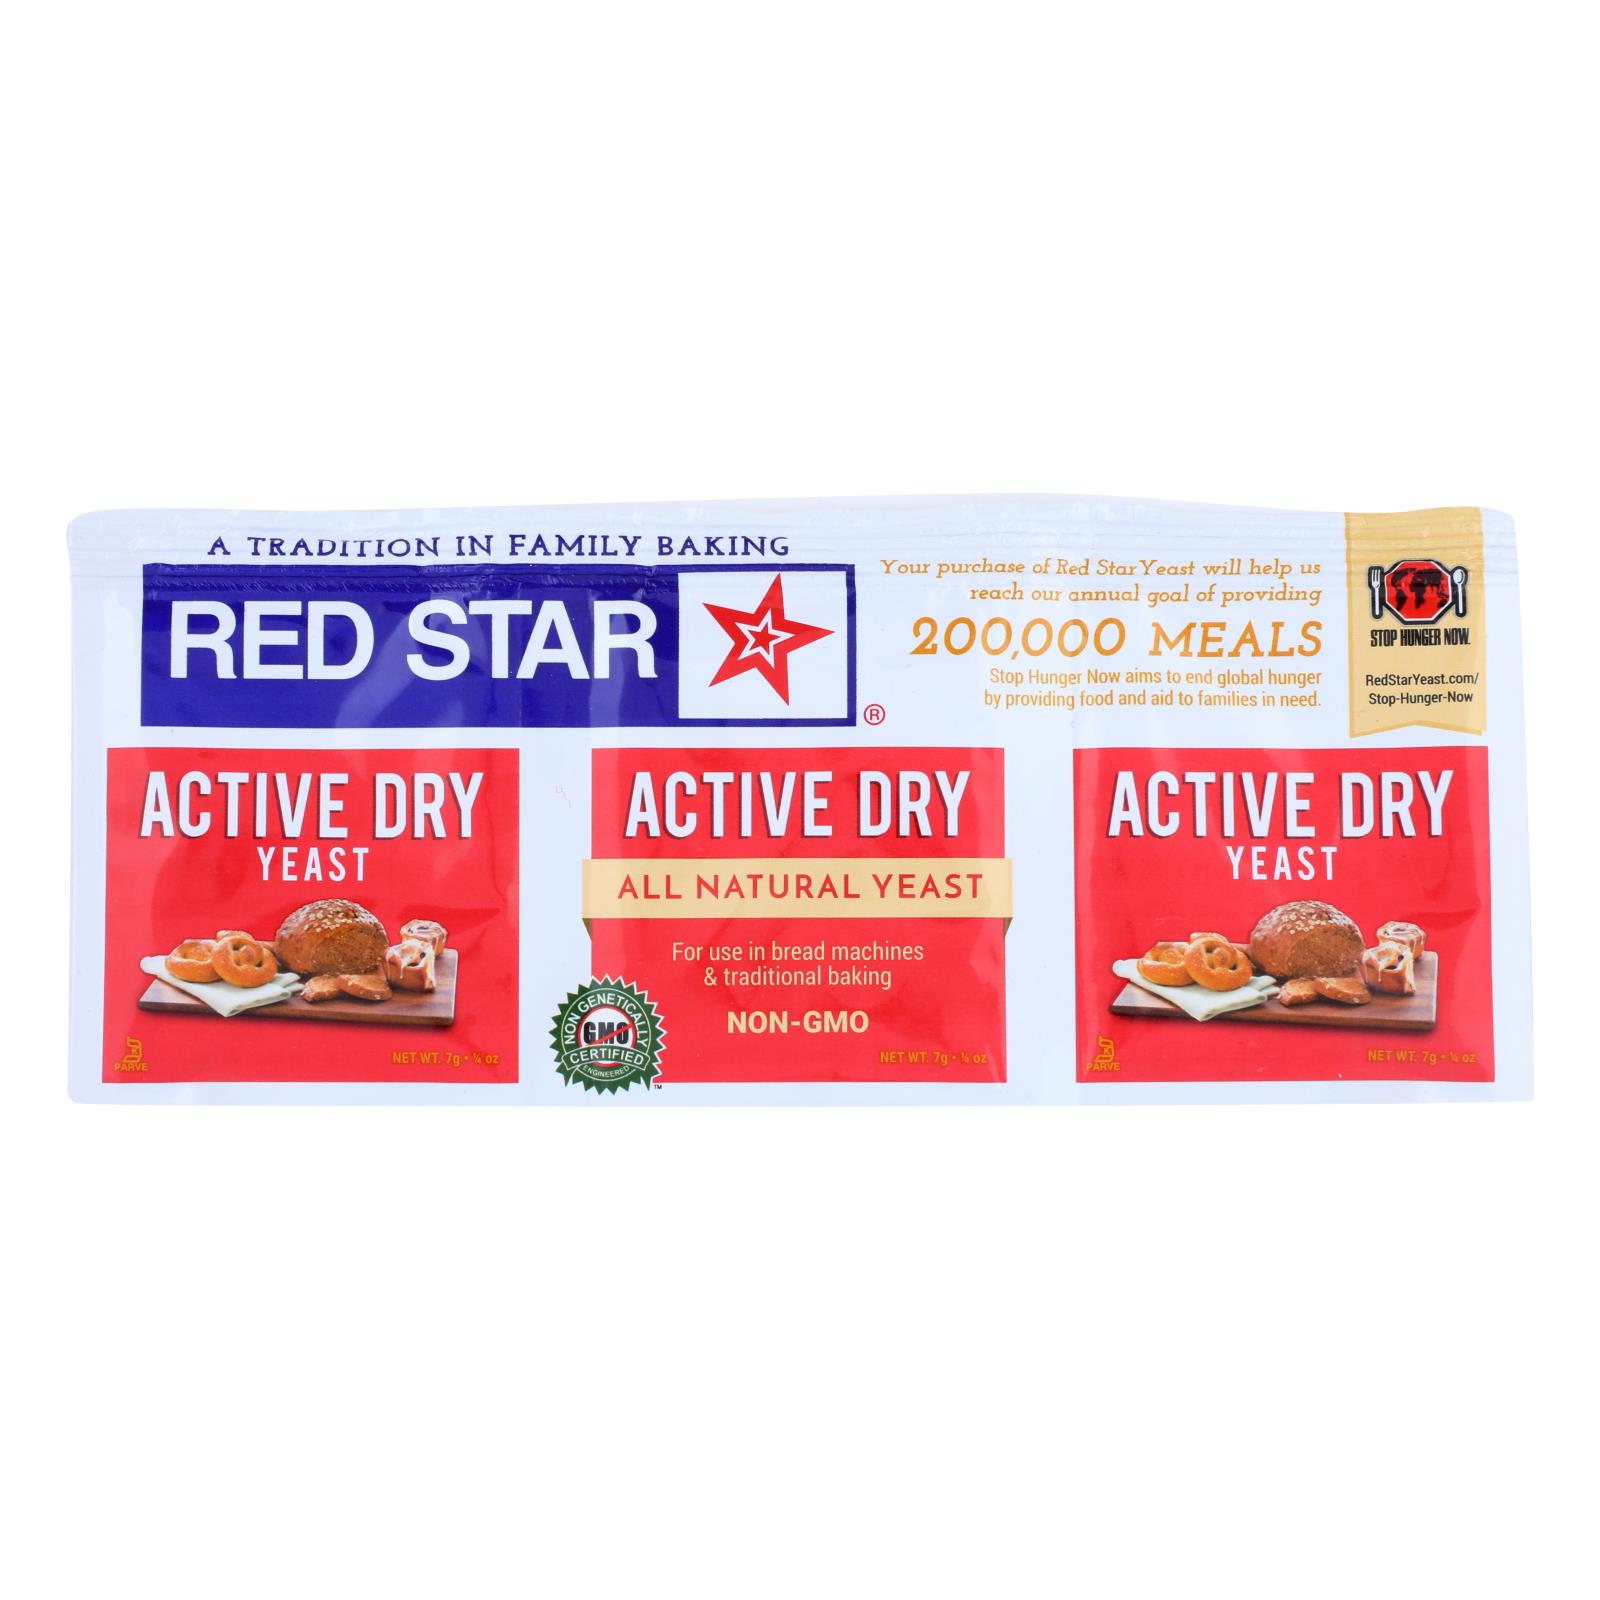 A TRADITION IN FAMILY BAKING
RED STAR
®
Your purchase of Red Star Yeast will help us
reach our annual goal of providing
200,000 MEALS
Stop Hunger Now aims to end global hunger
by providing food and aid to families in need.
STOP HUNGER NOW.
RedStarYeast.com/
Stop-Hunger-Now
ACTIVE DRY
YEAST
PARVE
NET WT. 7g • ¼ oz
ACTIVE DRY
ALL NATURAL YEAST
For use in bread machines
& traditional baking
NON-GMO
NON GENETICALLY
GMO
CERTIFIED
ENGINEERED
™
NET WT. 7g • ¼ oz
ACTIVE DRY
YEAST
PARVE
NET WT. 7g • ¼ oz